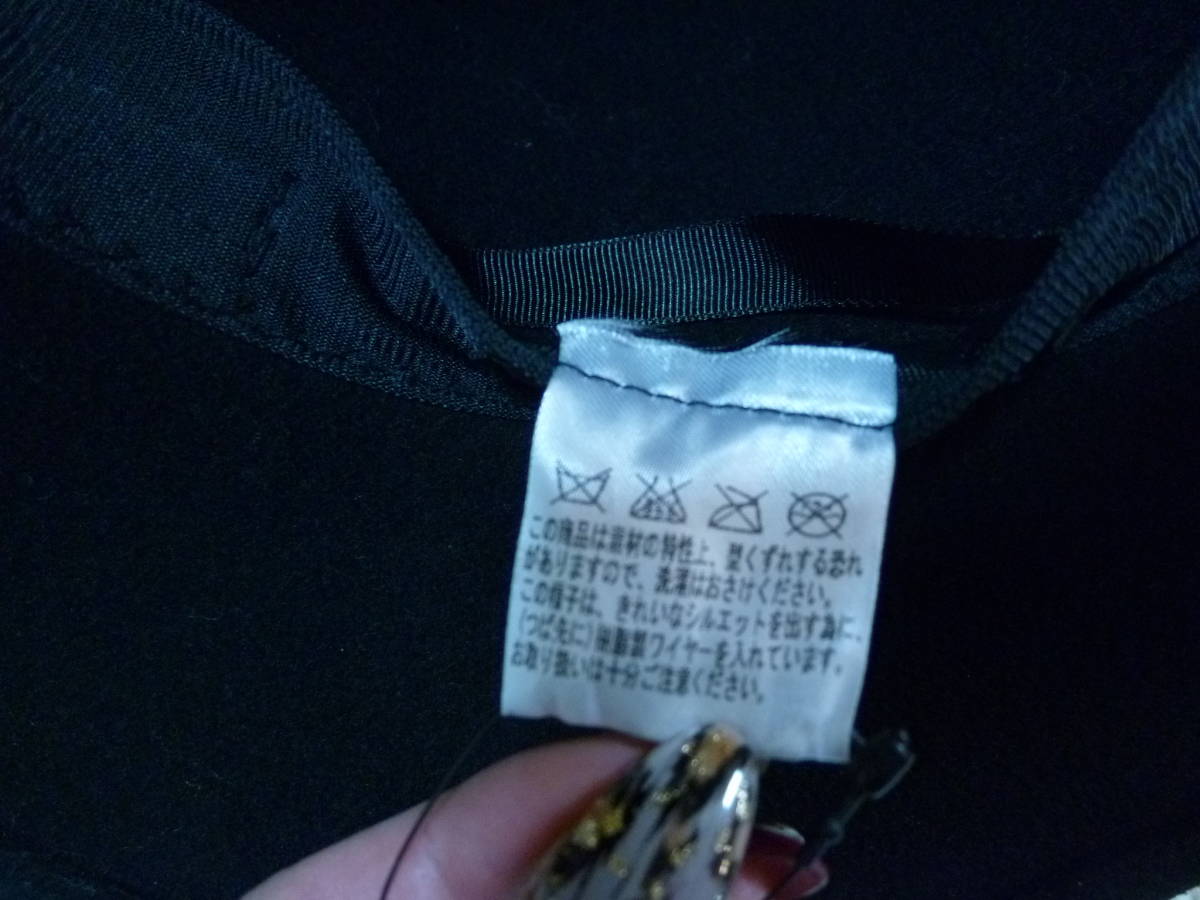 この商品は素材の特性上、型くずれする恐れ
がありますので、洗濯はおさけください。
この帽子は、きれいなシルエットを出す為に、
(つば先に)樹脂製ワイヤーを入れています。
お取り扱いは十分ご注意ください。